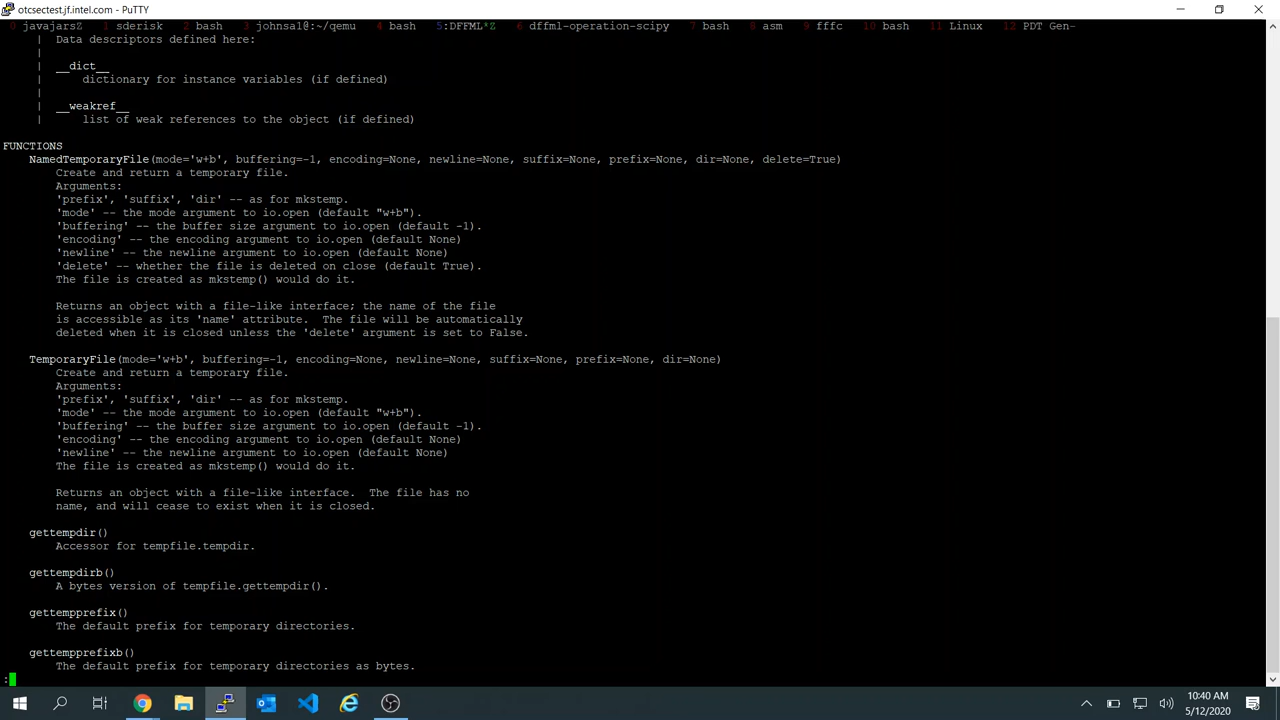 otcsectest.jf.intel.com - PuTTY
0 javajarsZ 1 sderisk 2 bash 3 johnsa1@:~/qemu 4 bash 5:DFFML*Z 6 dffml-operation-scipy 7 bash 8 asm 9 fffc 10 bash 11 Linux 12 PDT Gen-
| Data descriptors defined here:
|
| __dict__
| dictionary for instance variables (if defined)
|
| __weakref__
| list of weak references to the object (if defined)
FUNCTIONS
NamedTemporaryFile(mode='w+b', buffering=-1, encoding=None, newline=None, suffix=None, prefix=None, dir=None, delete=True)
Create and return a temporary file.
Arguments:
'prefix', 'suffix', 'dir' -- as for mkstemp.
'mode' -- the mode argument to io.open (default "w+b").
'buffering' -- the buffer size argument to io.open (default -1).
'encoding' -- the encoding argument to io.open (default None)
'newline' -- the newline argument to io.open (default None)
'delete' -- whether the file is deleted on close (default True).
The file is created as mkstemp() would do it.
Returns an object with a file-like interface; the name of the file
is accessible as its 'name' attribute.  The file will be automatically
deleted when it is closed unless the 'delete' argument is set to False.
TemporaryFile(mode='w+b', buffering=-1, encoding=None, newline=None, suffix=None, prefix=None, dir=None)
Create and return a temporary file.
Arguments:
'prefix', 'suffix', 'dir' -- as for mkstemp.
'mode' -- the mode argument to io.open (default "w+b").
'buffering' -- the buffer size argument to io.open (default -1).
'encoding' -- the encoding argument to io.open (default None)
'newline' -- the newline argument to io.open (default None)
The file is created as mkstemp() would do it.
Returns an object with a file-like interface.  The file has no
name, and will cease to exist when it is closed.
gettempdir()
Accessor for tempfile.tempdir.
gettempdirb()
A bytes version of tempfile.gettempdir().
gettempprefix()
The default prefix for temporary directories.
gettempprefixb()
The default prefix for temporary directories as bytes.
:
10:40 AM
5/12/2020